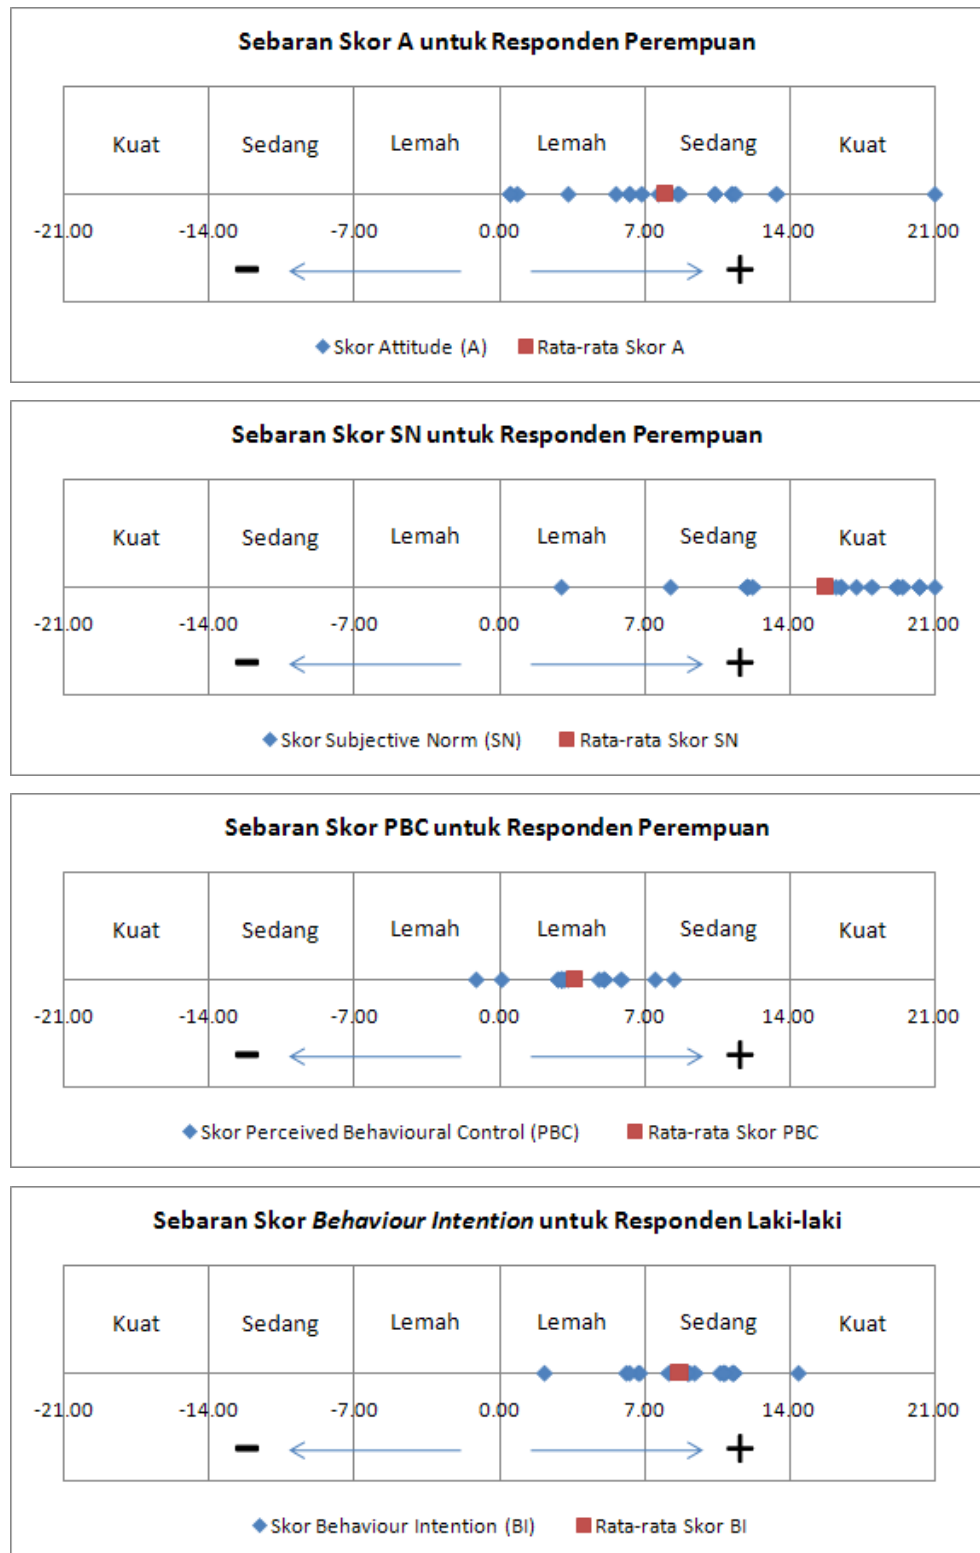 Sebaran Skor A untuk Responden Perempuan
Kuat Sedang Lemah Lemah Sedang Kuat
-21.00 -14.00 -7.00 0.00 7.00 14.00 21.00
− +
Skor Attitude (A) Rata-rata Skor A
Sebaran Skor SN untuk Responden Perempuan
Kuat Sedang Lemah Lemah Sedang Kuat
-21.00 -14.00 -7.00 0.00 7.00 14.00 21.00
− +
Skor Subjective Norm (SN) Rata-rata Skor SN
Sebaran Skor PBC untuk Responden Perempuan
Kuat Sedang Lemah Lemah Sedang Kuat
-21.00 -14.00 -7.00 0.00 7.00 14.00 21.00
− +
Skor Perceived Behavioural Control (PBC) Rata-rata Skor PBC
Sebaran Skor Behaviour Intention untuk Responden Laki-laki
Kuat Sedang Lemah Lemah Sedang Kuat
-21.00 -14.00 -7.00 0.00 7.00 14.00 21.00
− +
Skor Behaviour Intention (BI) Rata-rata Skor BI